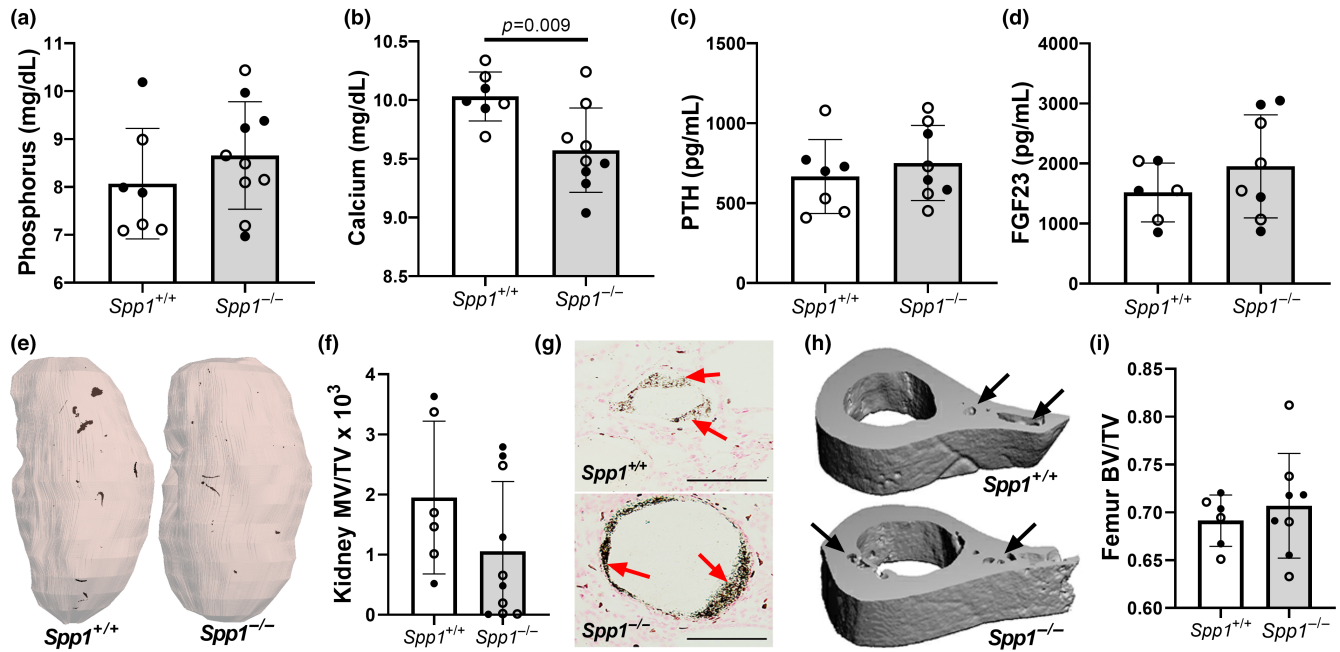 (a)
Phosphorus (mg/dL)
11
10
9
8
7
6
Spp1+/+
Spp1−/−
(b)
p=0.009
Calcium (mg/dL)
10.5
10.0
9.5
9.0
8.5
Spp1+/+
Spp1−/−
(c)
PTH (pg/mL)
1500
1000
500
0
Spp1+/+
Spp1−/−
(d)
FGF23 (pg/mL)
4000
3000
2000
1000
0
Spp1+/+
Spp1−/−
(e)
Spp1+/+
Spp1−/−
(f)
Kidney MV/TV x 10³
4
3
2
1
0
Spp1+/+
Spp1−/−
(g)
Spp1+/+
Spp1−/−
(h)
Spp1+/+
Spp1−/−
(i)
Femur BV/TV
0.85
0.80
0.75
0.70
0.65
0.60
Spp1+/+
Spp1−/−